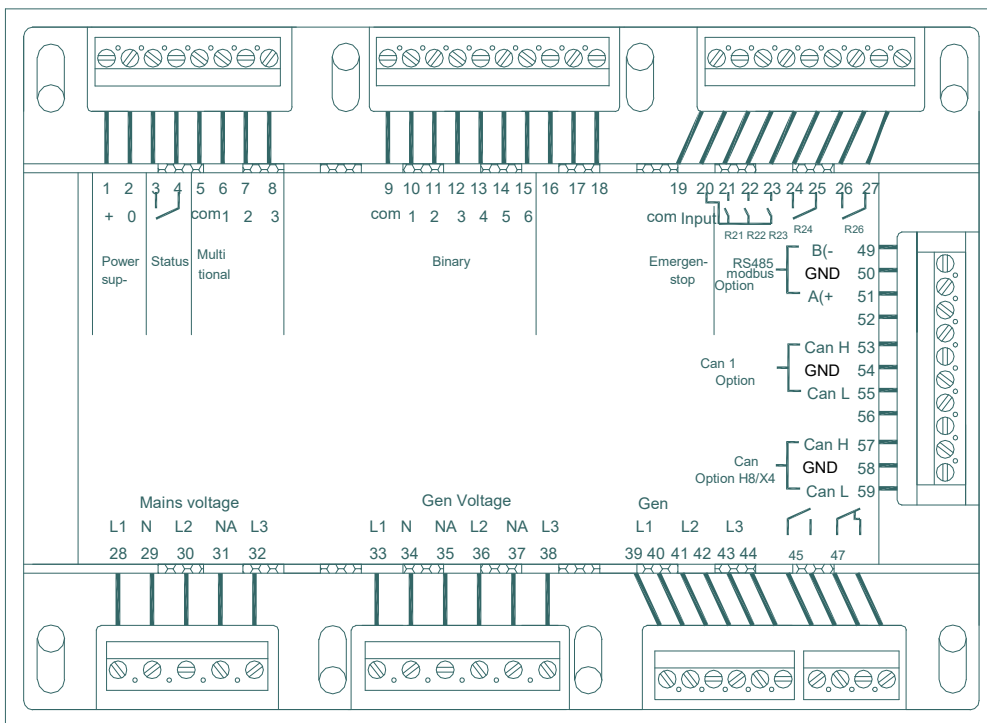 1 2 3 4 5 6 7 8 9 10 11 12 13 14 15 16 17 18 19 20 21 22 23 24 25 26 27
+ 0 com 1 2 3 com 1 2 3 4 5 6 com Input
R21 R22 R23 R24 R26
Power
sup-
Status
Multi
tional
Binary
Emergen-
stop
RS485
modbus
Option
B(- 49
GND 50
A(+ 51
52
Can 1
Option
Can H 53
GND 54
Can L 55
56
Can
Option H8/X4
Can H 57
GND 58
Can L 59
Mains voltage
L1 N L2 NA L3
28 29 30 31 32
Gen Voltage
L1 N NA L2 NA L3
33 34 35 36 37 38
Gen
L1 L2 L3
39 40 41 42 43 44 45 47